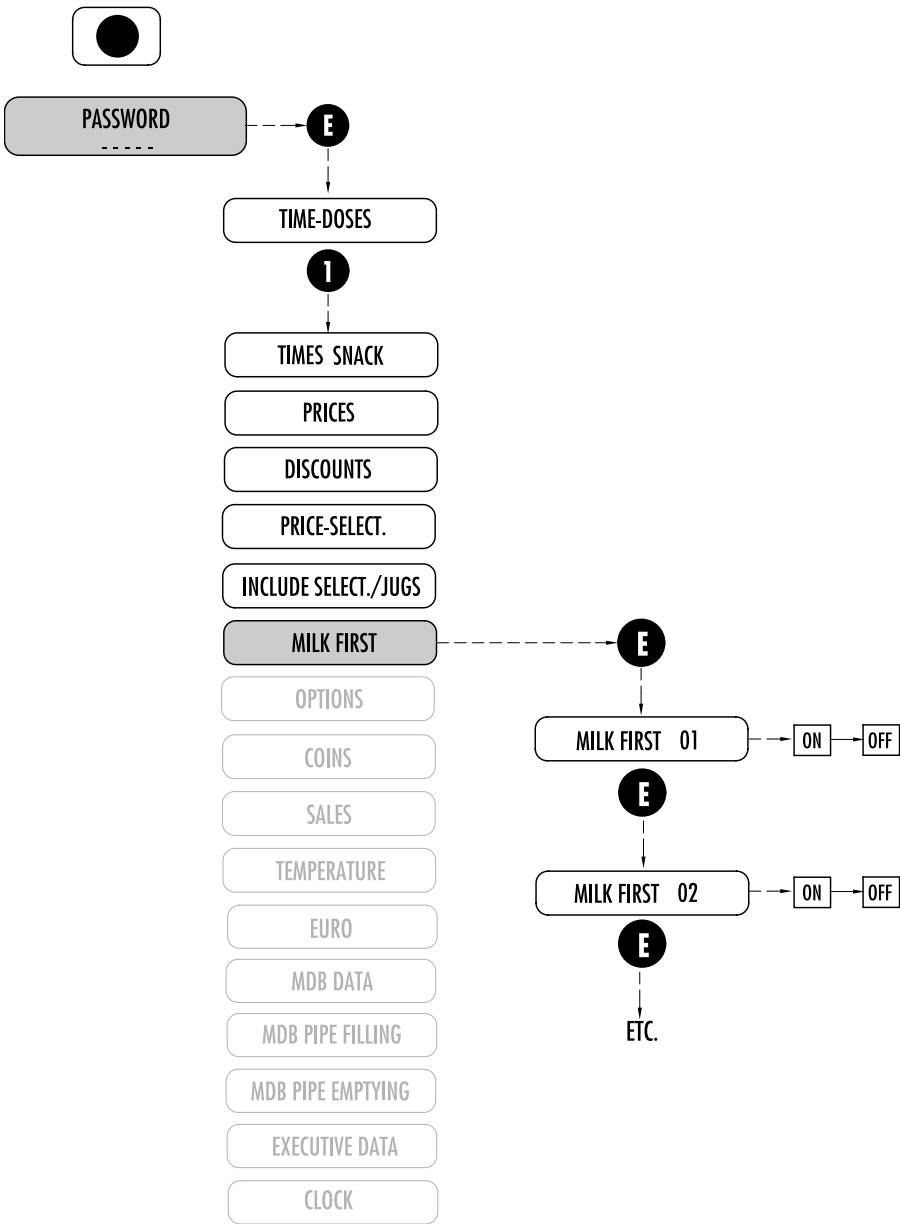 PASSWORD
- - - - -
E
TIME-DOSES
1
TIMES SNACK
PRICES
DISCOUNTS
PRICE-SELECT.
INCLUDE SELECT./JUGS
MILK FIRST
E
OPTIONS
MILK FIRST 01
ON
OFF
COINS
E
SALES
TEMPERATURE
MILK FIRST 02
ON
OFF
EURO
E
MDB DATA
MDB PIPE FILLING
ETC.
MDB PIPE EMPTYING
EXECUTIVE DATA
CLOCK